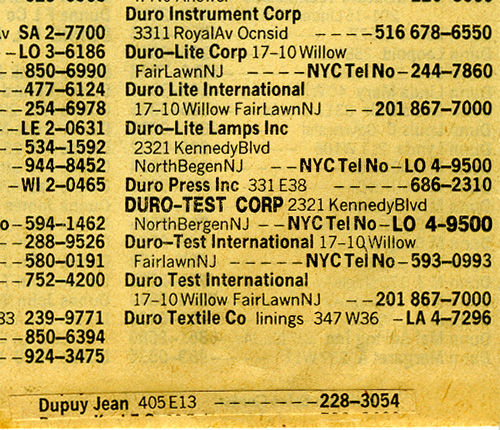 Duro Instrument Corp
3311 RoyalAv Ocnsid ----516 678-6550
Duro-Lite Corp 17-10 Willow
FairLawnNJ -----NYC Tel No-244-7860
Duro Lite International
17-10 Willow FairLawnNJ --201 867-7000
Duro-Lite Lamps Inc
2321 KennedyBlvd
NorthBegenNJ --NYC Tel No-LO 4-9500
Duro Press Inc 331 E38 ------686-2310
DURO-TEST CORP 2321 KennedyBlvd
NorthBergenNJ --NYC Tel No-LO 4-9500
Duro-Test International 17-10 Willow
FairlawnNJ -----NYC Tel No-593-0993
Duro Test International
17-10 Willow FairLawnNJ --201 867-7000
Duro Textile Co linings 347 W36 -LA 4-7296
SA 2-7700
--LO 3-6186
--850-6990
--477-6124
--254-6978
--LE 2-0631
--534-1592
--944-8452
-WI 2-0465
-594-1462
--288-9526
--580-0191
--752-4200
239-9771
--850-6394
--924-3475
Dupuy Jean 405 E13 --------228-3054